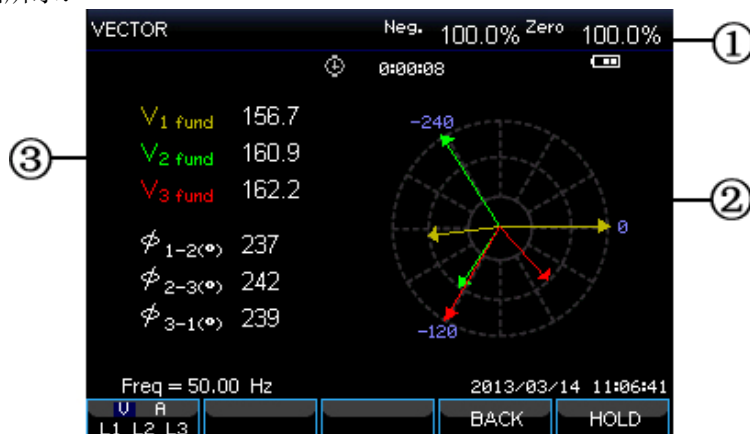 VECTOR Neg. 100.0% Zero 100.0% ①
0:00:08
V1 fund 156.7 -240
V2 fund 160.9
③
V3 fund 162.2
②
0
ϕ1-2(°) 237
ϕ2-3(°) 242
ϕ3-1(°) 239
-120
Freq = 50.00 Hz 2013/03/14 11:06:41
V A
L1 L2 L3 BACK HOLD